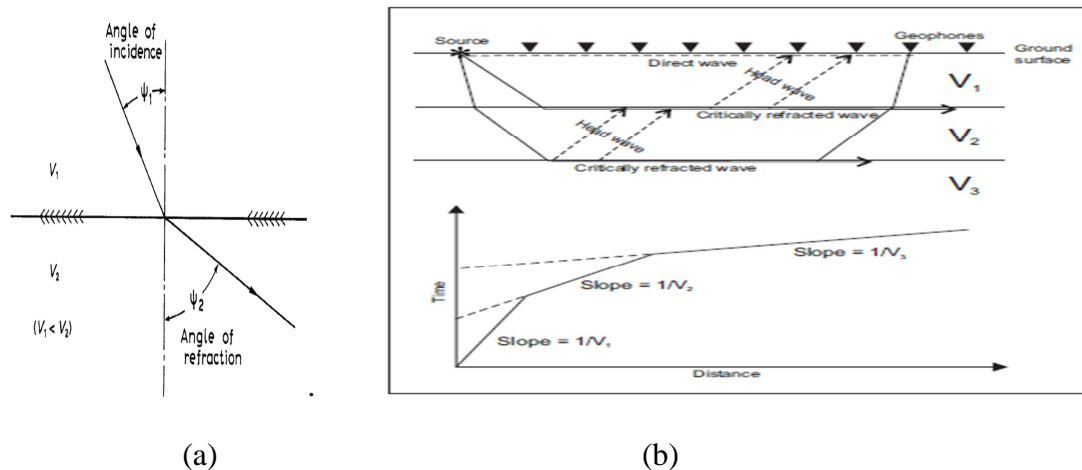 Angle of
incidence
ψ₁
V₁
V₂
(V₁ < V₂)
ψ₂
Angle of
refraction
.
(a)
Source
Geophones
Ground
surface
Direct wave
V₁
Head wave
Critically refracted wave
V₂
Head wave
Critically refracted wave
V₃
Time
Slope = 1/V₃
Slope = 1/V₂
Slope = 1/V₁
Distance
(b)